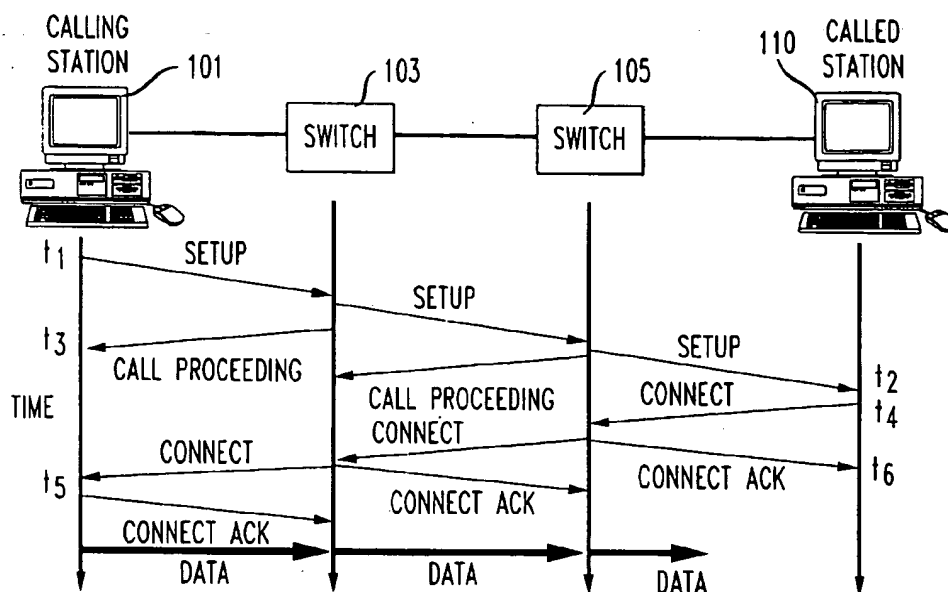 CALLING
STATION
101
103
105
110
CALLED
STATION
SWITCH
SWITCH
t1
SETUP
SETUP
t3
SETUP
CALL PROCEEDING
t2
TIME
CALL PROCEEDING
CONNECT
t4
CONNECT
CONNECT
t5
CONNECT ACK
CONNECT ACK
t6
CONNECT ACK
DATA
DATA
DATA